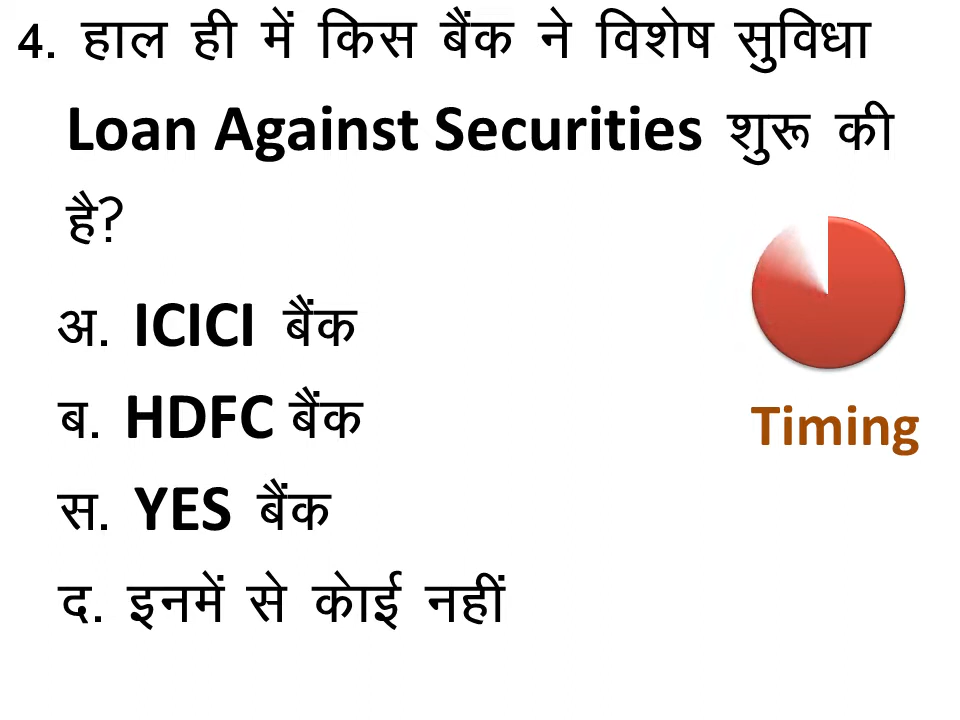 4. हाल ही में किस बैंक ने विशेष सुविधा
Loan Against Securities शुरू की
है?
अ. ICICI बैंक
ब. HDFC बैंक
Timing
स. YES बैंक
द. इनमें से कोई नहीं